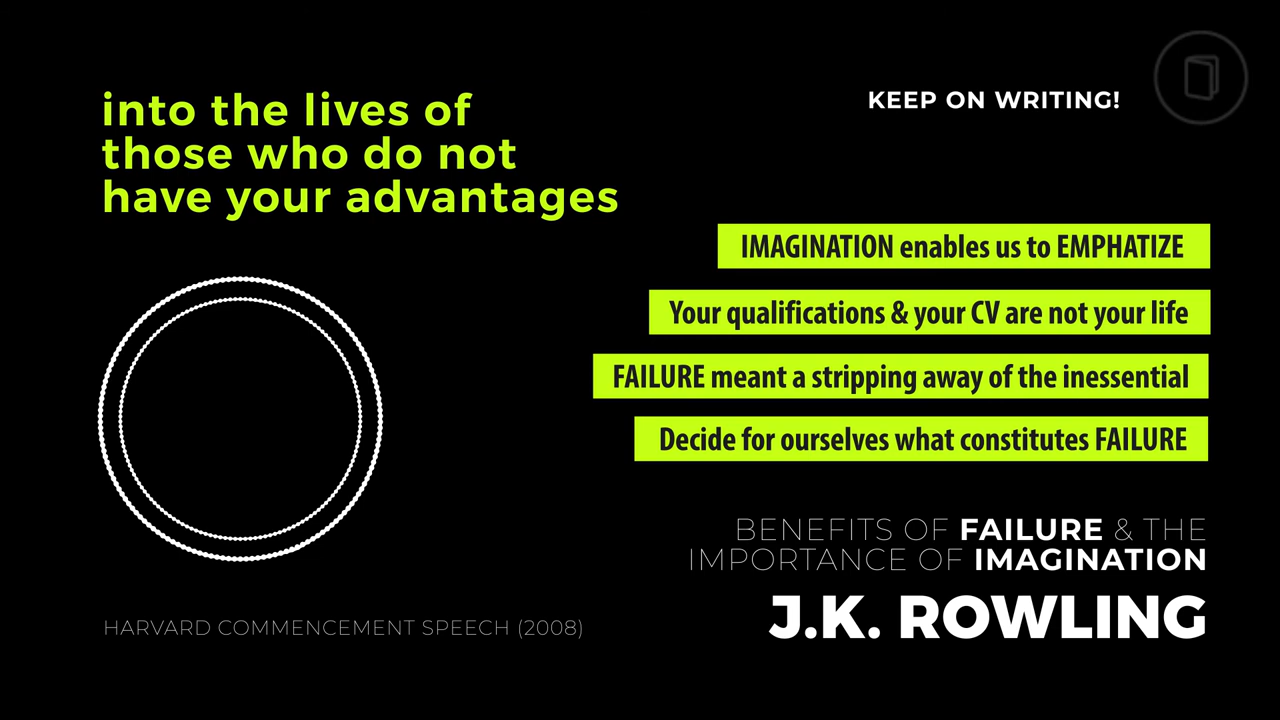 into the lives of
those who do not
have your advantages
KEEP ON WRITING!
IMAGINATION enables us to EMPHATIZE
Your qualifications & your CV are not your life
FAILURE meant a stripping away of the inessential
Decide for ourselves what constitutes FAILURE
BENEFITS OF FAILURE & THE
IMPORTANCE OF IMAGINATION
J.K. ROWLING
HARVARD COMMENCEMENT SPEECH (2008)